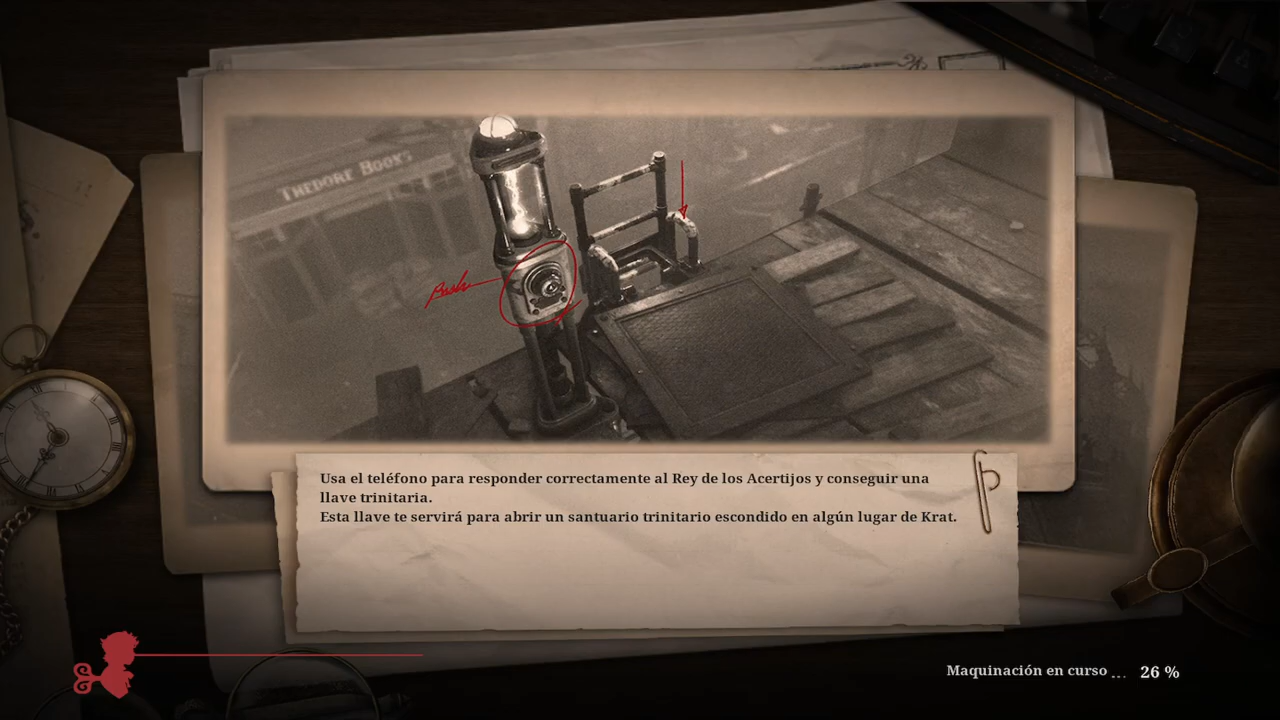 THEDORE BOOKS
Push
Usa el teléfono para responder correctamente al Rey de los Acertijos y conseguir una
llave trinitaria.
Esta llave te servirá para abrir un santuario trinitario escondido en algún lugar de Krat.
Maquinación en curso ... 26 %